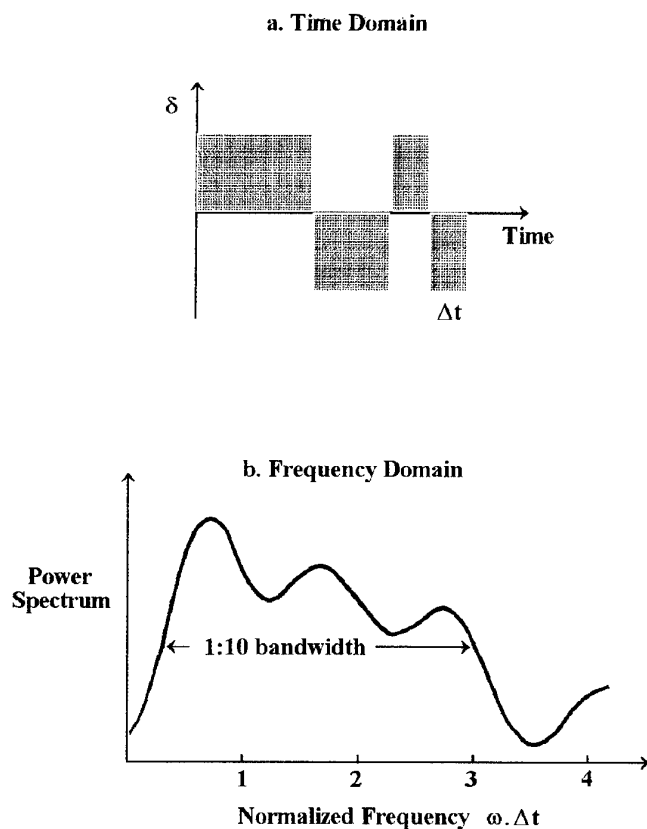 a. Time Domain
δ
Time
Δt
b. Frequency Domain
Power
Spectrum
1:10 bandwidth
1 2 3 4
Normalized Frequency ω.Δt